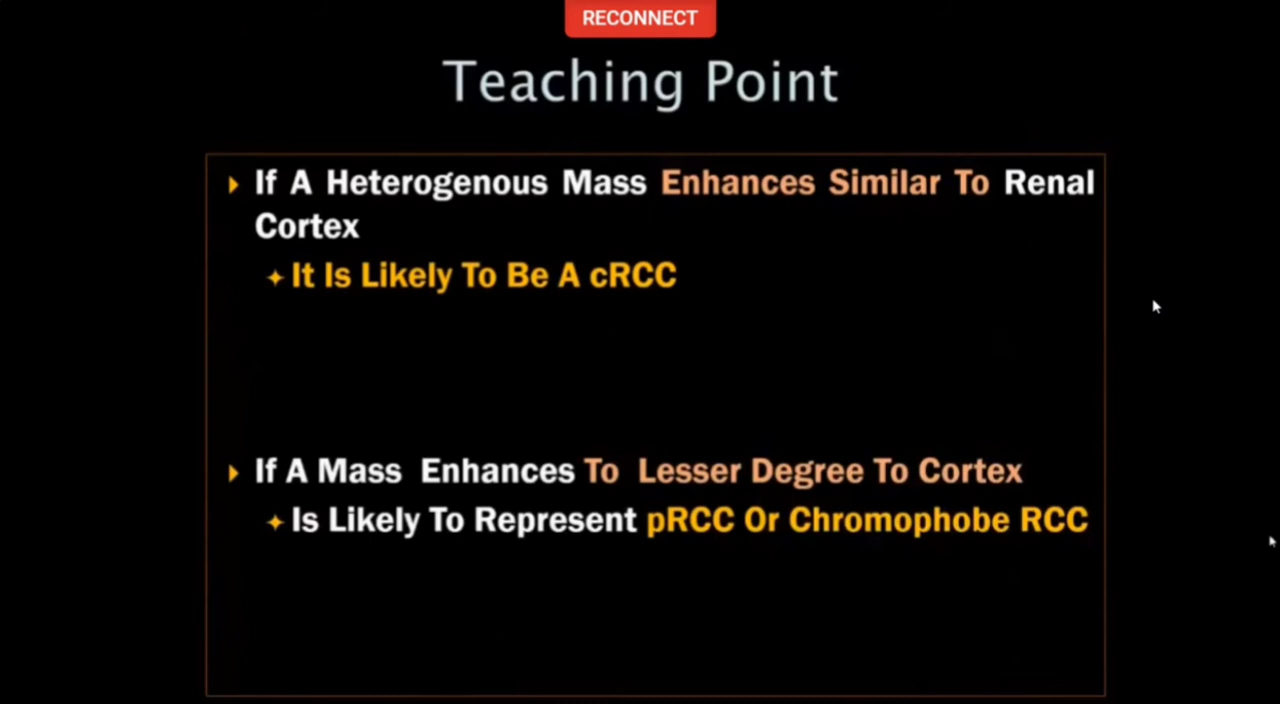 RECONNECT
Teaching Point
If A Heterogenous Mass Enhances Similar To Renal
Cortex
It Is Likely To Be A cRCC
If A Mass Enhances To Lesser Degree To Cortex
Is Likely To Represent pRCC Or Chromophobe RCC